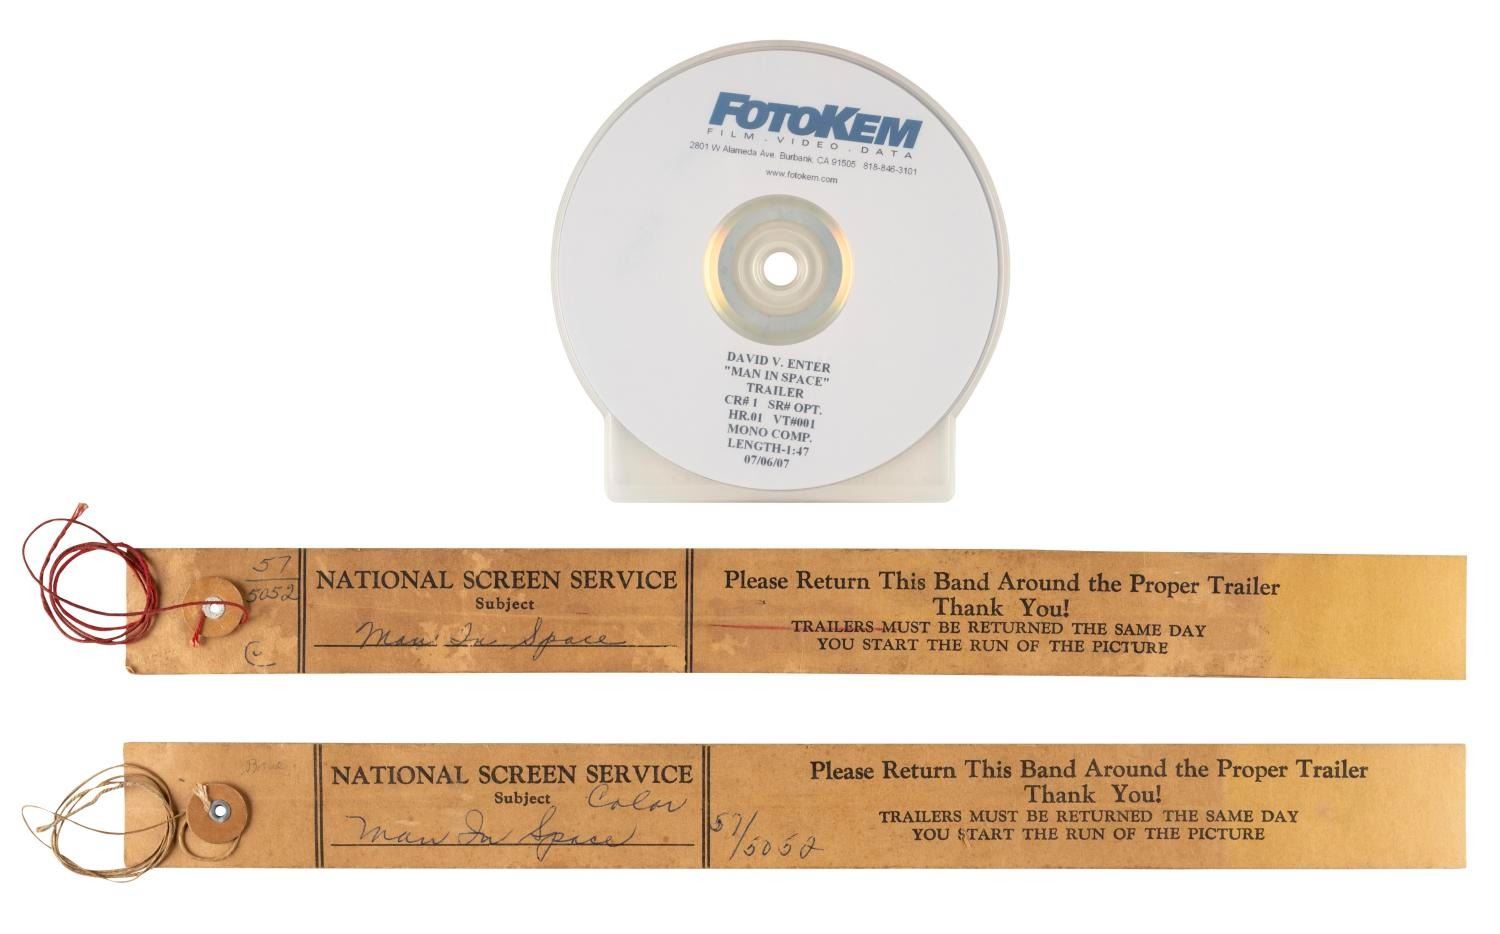 FOTOKEM
FILM . VIDEO . DATA
2801 W Alameda Ave. Burbank, CA 91505 818-846-3101
www.fotokem.com
DAVID V. ENTER
"MAN IN SPACE"
TRAILER
CR# 1 SR# OPT.
HR.01 VT#001
MONO COMP.
LENGTH-1:47
07/06/07
57
5052
C
NATIONAL SCREEN SERVICE
Subject
Man In Space
Please Return This Band Around the Proper Trailer
Thank You!
TRAILERS MUST BE RETURNED THE SAME DAY
YOU START THE RUN OF THE PICTURE
NATIONAL SCREEN SERVICE
Subject Color
Man In Space
57/5052
Please Return This Band Around the Proper Trailer
Thank You!
TRAILERS MUST BE RETURNED THE SAME DAY
YOU START THE RUN OF THE PICTURE